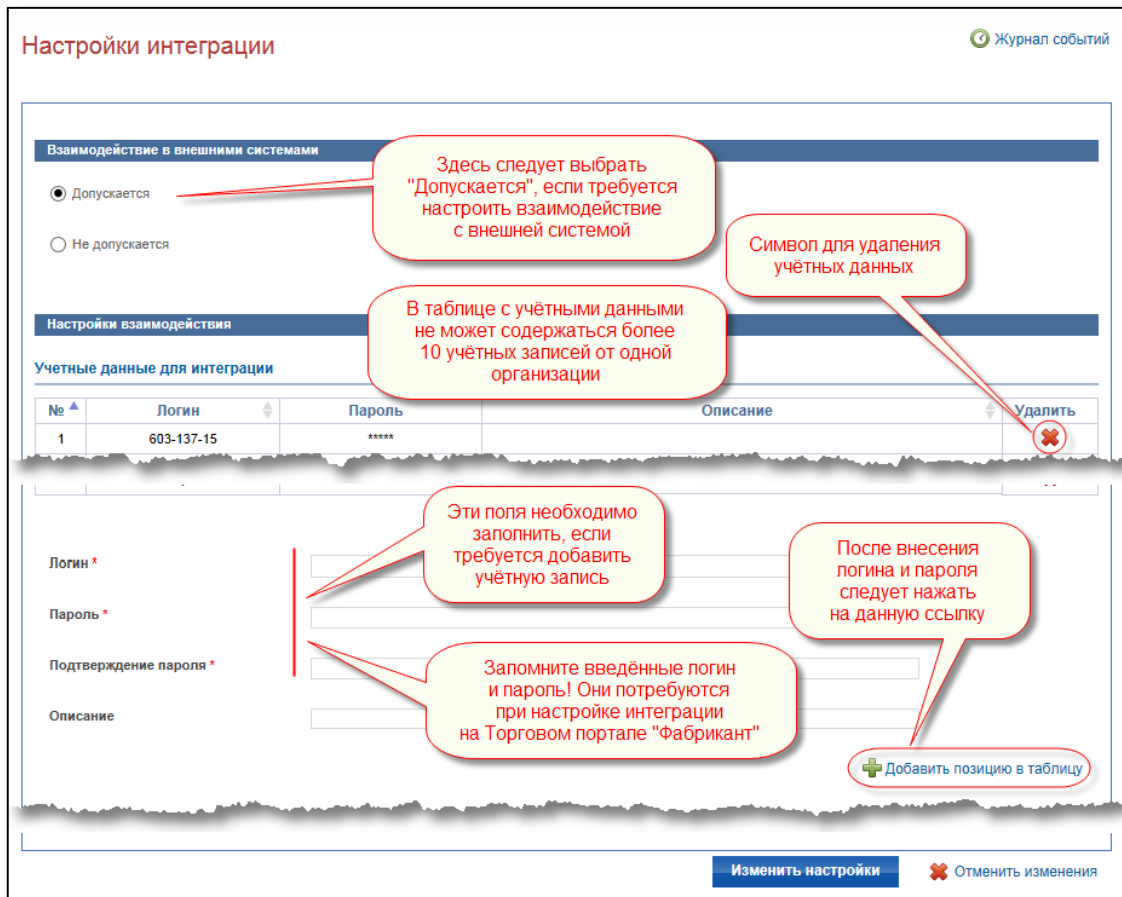 Настройки интеграции
Журнал событий
Взаимодействие в внешними системами
Допускается
Здесь следует выбрать
"Допускается", если требуется
настроить взаимодействие
с внешней системой
Не допускается
Символ для удаления
учётных данных
Настройки взаимодействия
В таблице с учётными данными
не может содержаться более
10 учётных записей от одной
организации
Учетные данные для интеграции
№ Логин Пароль Описание Удалить
1 603-137-15 *****
Эти поля необходимо
заполнить, если
требуется добавить
учётную запись
После внесения
логина и пароля
следует нажать
на данную ссылку
Логин *
Пароль *
Подтверждение пароля *
Запомните введённые логин
и пароль! Они потребуются
при настройке интеграции
на Торговом портале "Фабрикант"
Описание
Добавить позицию в таблицу
Изменить настройки
Отменить изменения